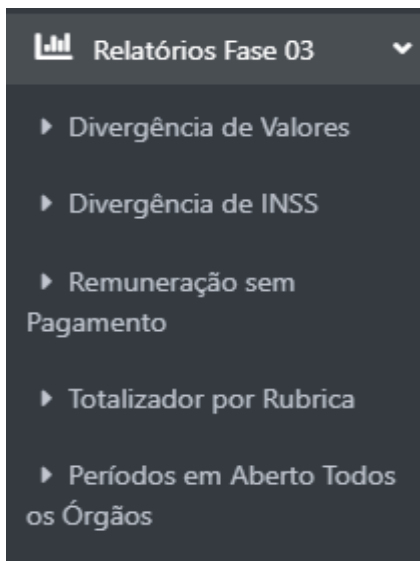 Relatórios Fase 03
Divergência de Valores
Divergência de INSS
Remuneração sem
Pagamento
Totalizador por Rubrica
Períodos em Aberto Todos
os Órgãos